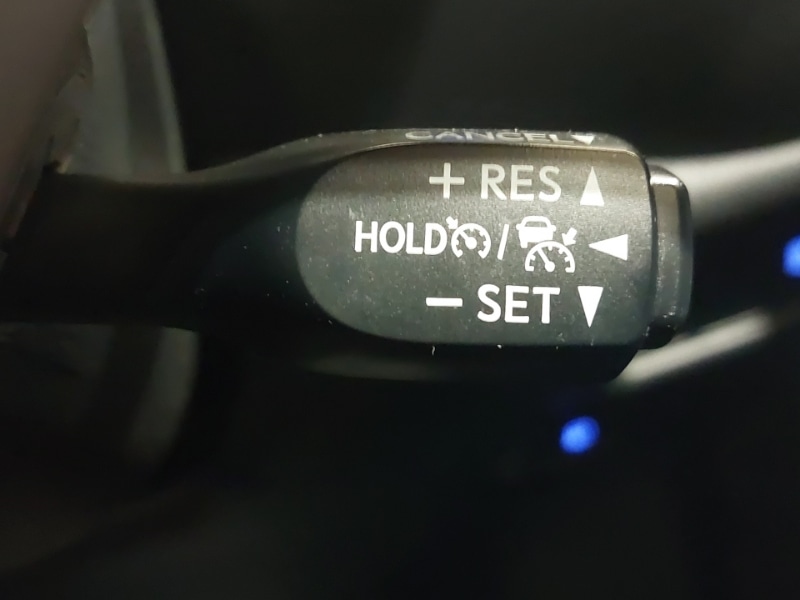 CANCEL ▼
+ RES ▲
HOLD / ◀
− SET ▼